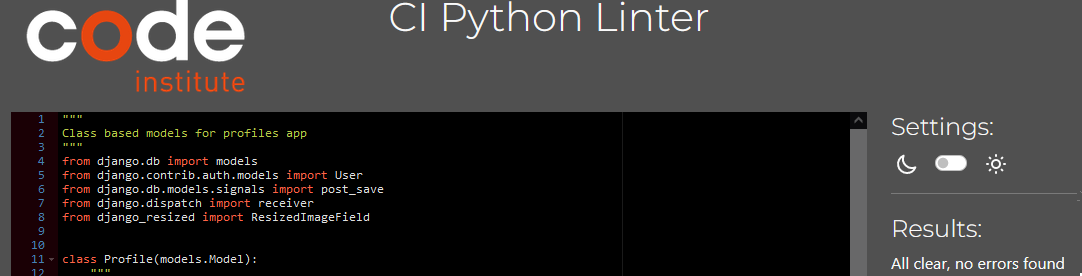 code
institute
CI Python Linter
1 """
2 Class based models for profiles app
3 """
4 from django.db import models
5 from django.contrib.auth.models import User
6 from django.db.models.signals import post_save
7 from django.dispatch import receiver
8 from django_resized import ResizedImageField
9
10
11 class Profile(models.Model):
12     """
Settings:
Results:
All clear, no errors found